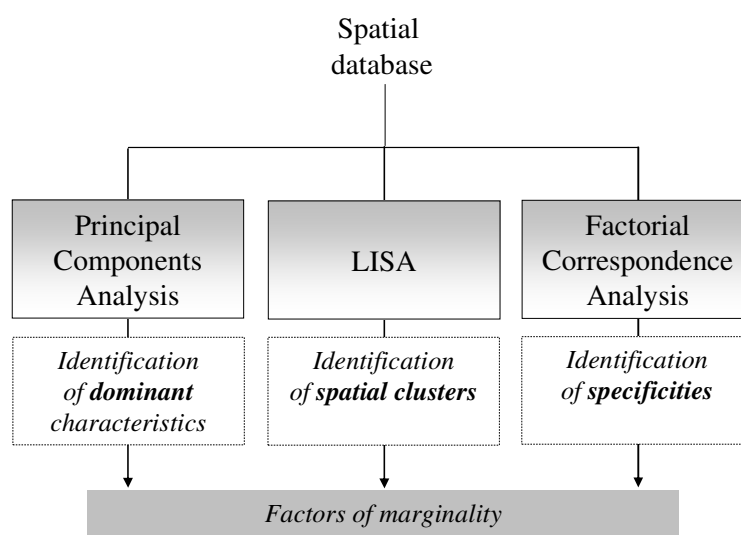 Spatial
database
Principal
Components
Analysis
LISA
Factorial
Correspondence
Analysis
Identification
of dominant
characteristics
Identification
of spatial clusters
Identification
of specificities
Factors of marginality